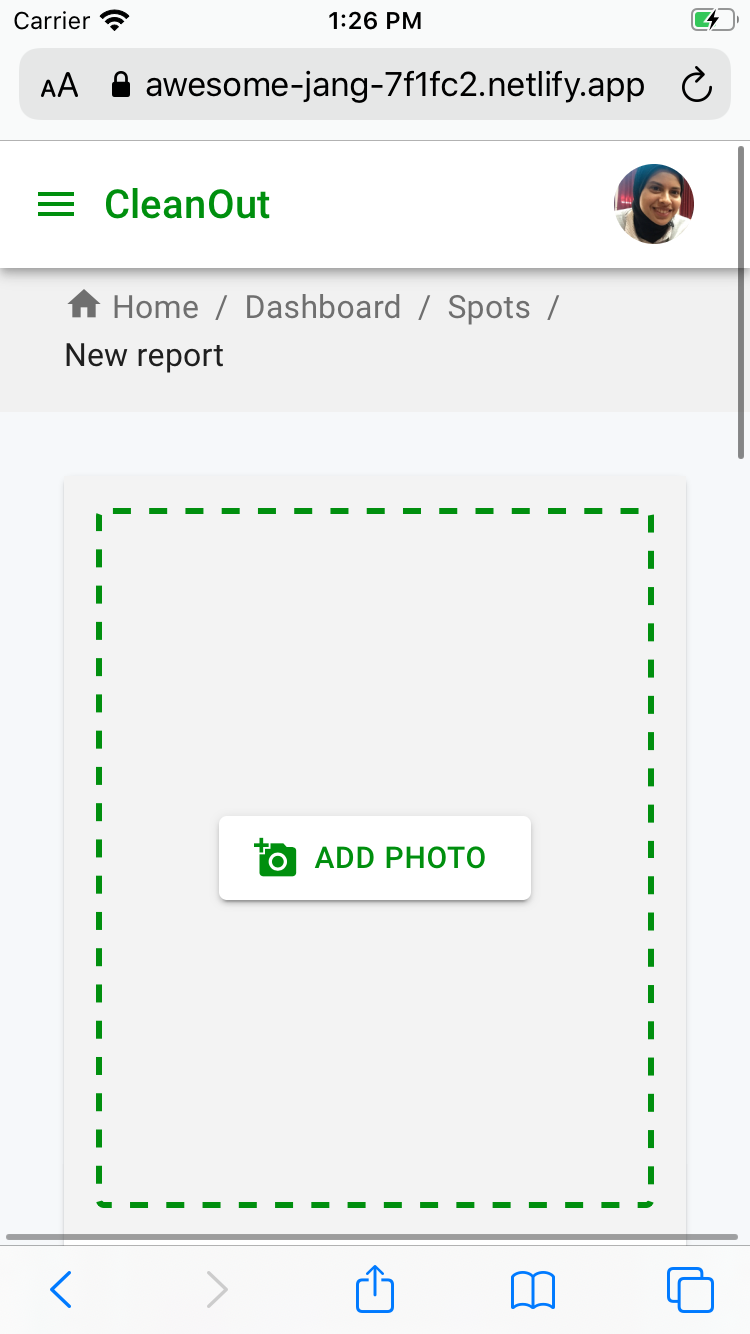 Carrier 1:26 PM
AA awesome-jang-7f1fc2.netlify.app
CleanOut
Home / Dashboard / Spots /
New report
ADD PHOTO